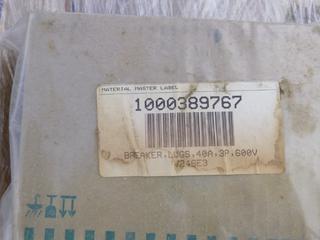 MATERIAL MASTER LABEL
1000389767
BREAKER,LUGS,40A,3P,600V